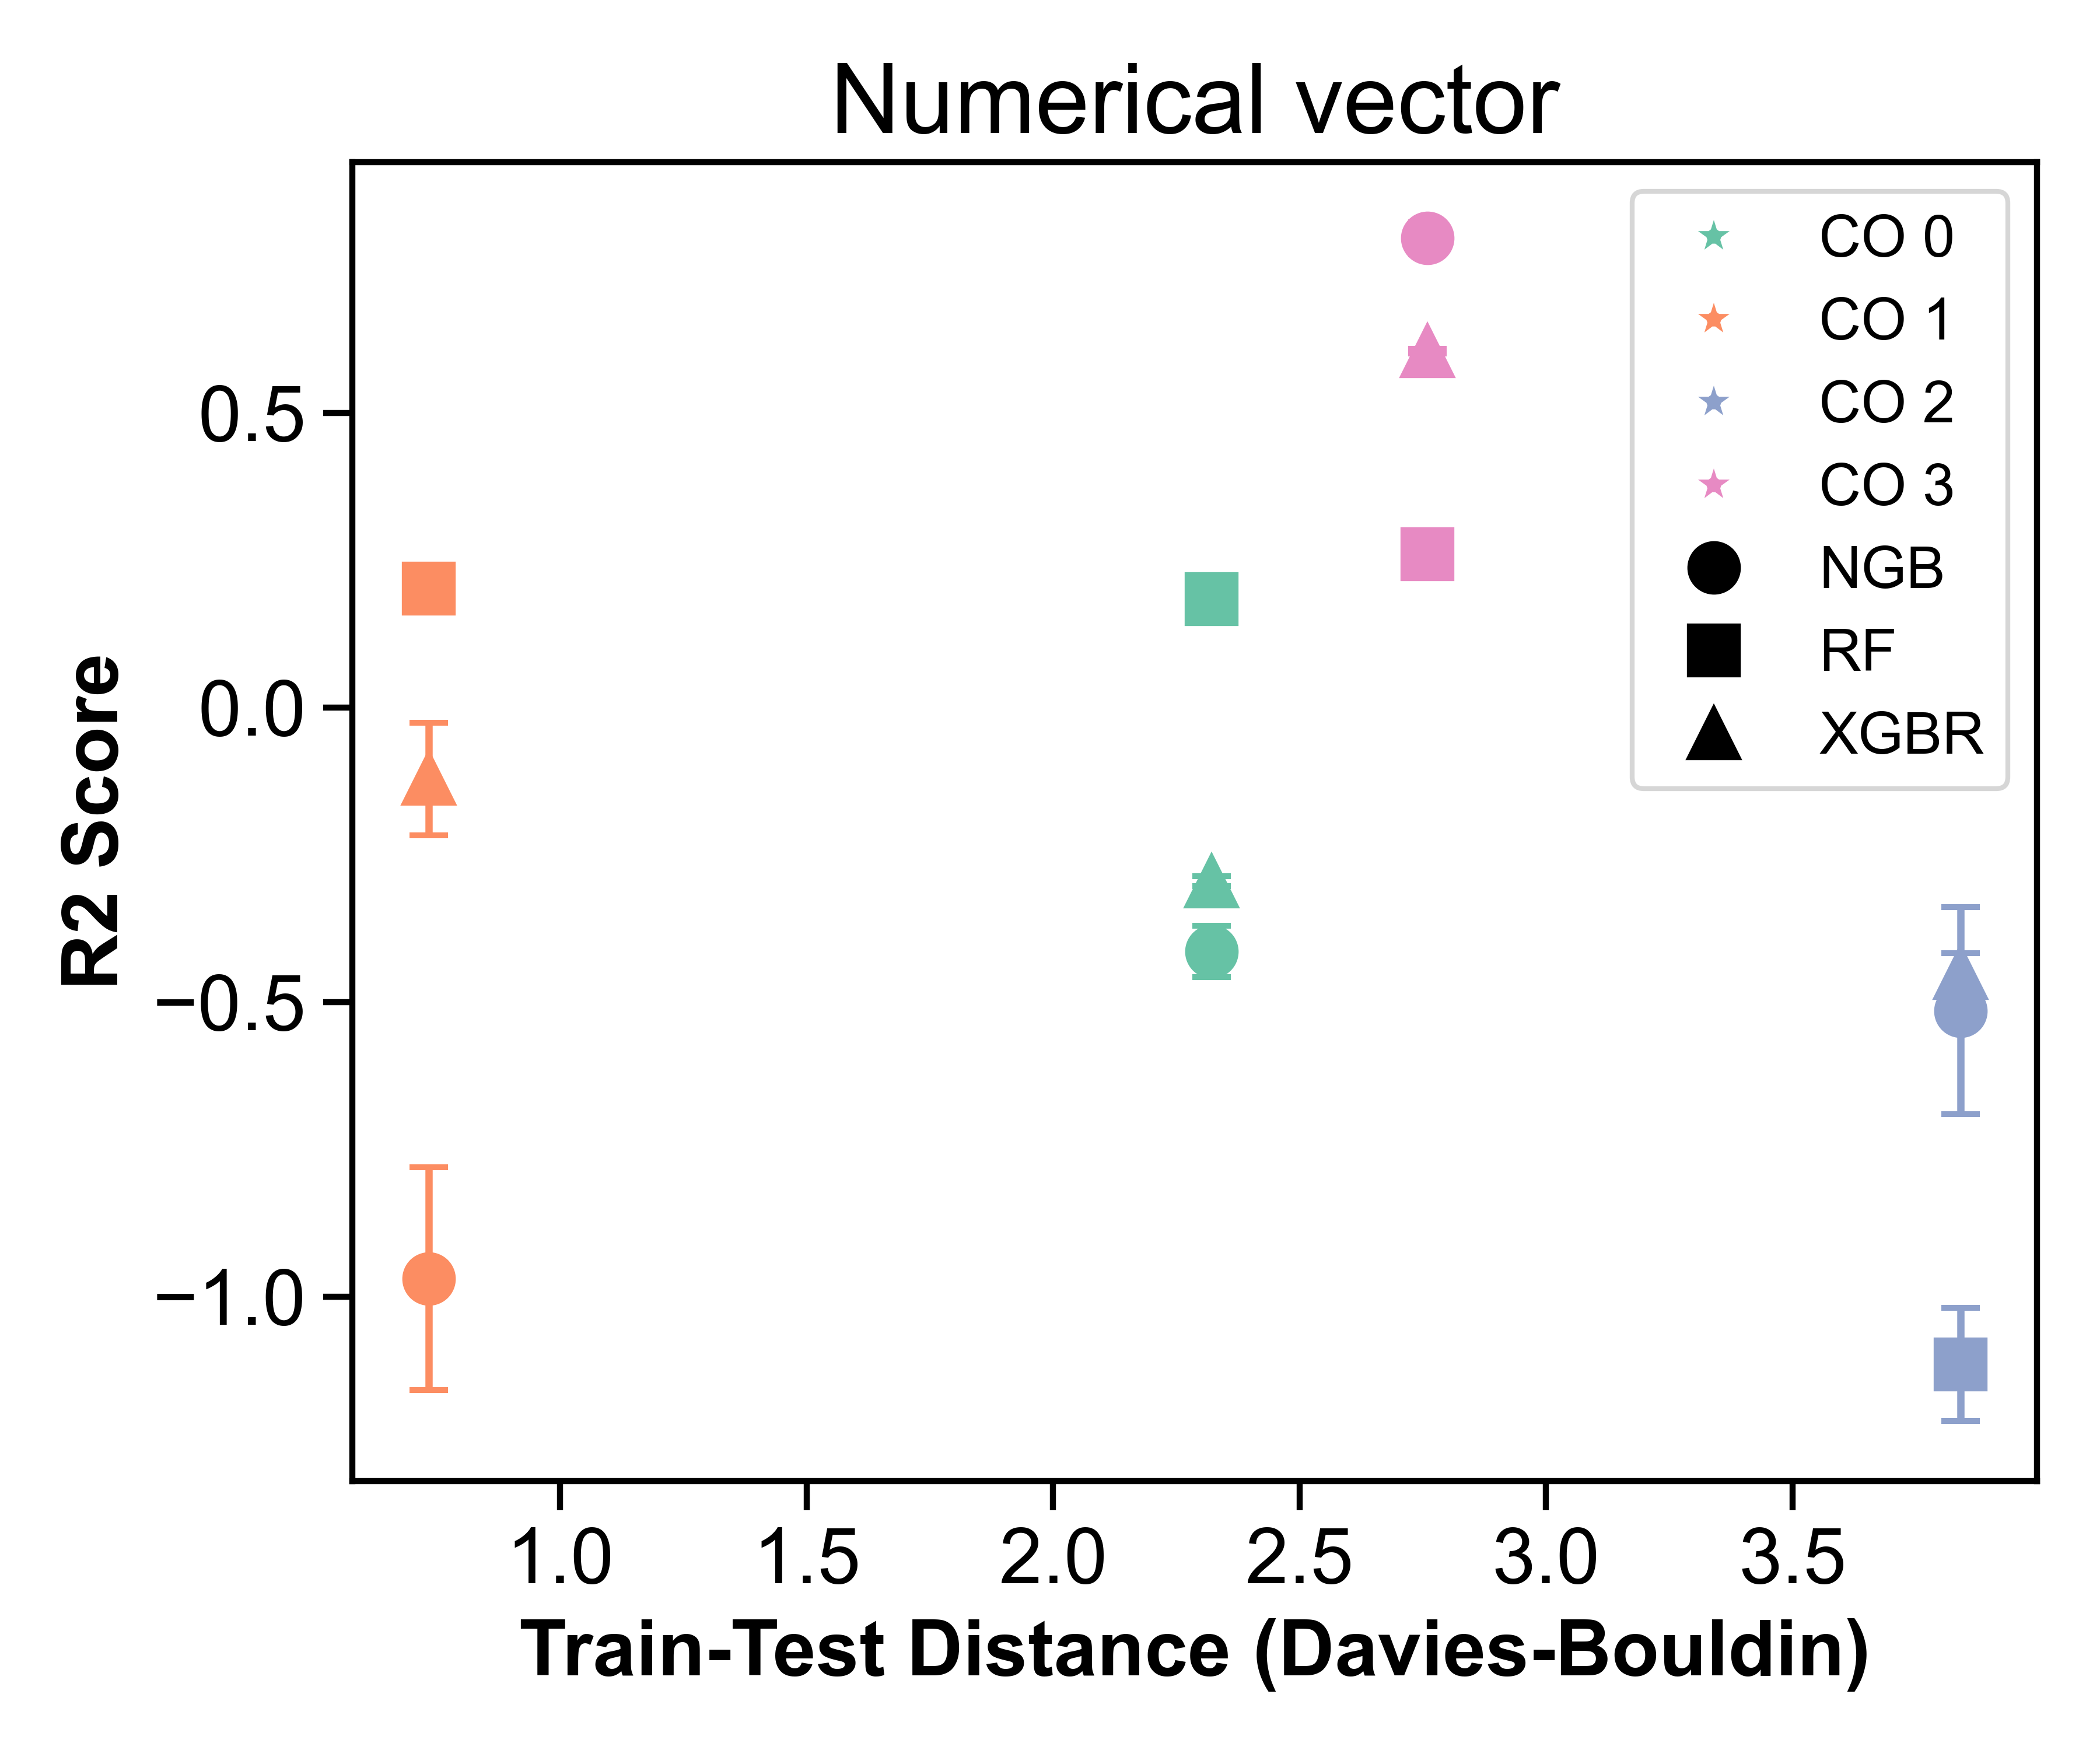 Numerical vector
CO 0
CO 1
CO 2
CO 3
NGB
RF
XGBR
0.5
0.0
−0.5
−1.0
R2 Score
1.0 1.5 2.0 2.5 3.0 3.5
Train-Test Distance (Davies-Bouldin)